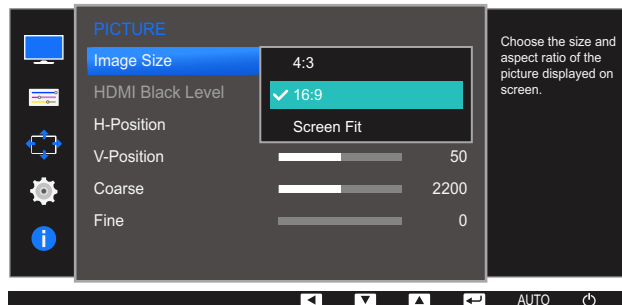 PICTURE
Image Size
HDMI Black Level
H-Position
V-Position
50
Coarse
2200
Fine
0
4:3
16:9
Screen Fit
Choose the size and
aspect ratio of the
picture displayed on
screen.
AUTO